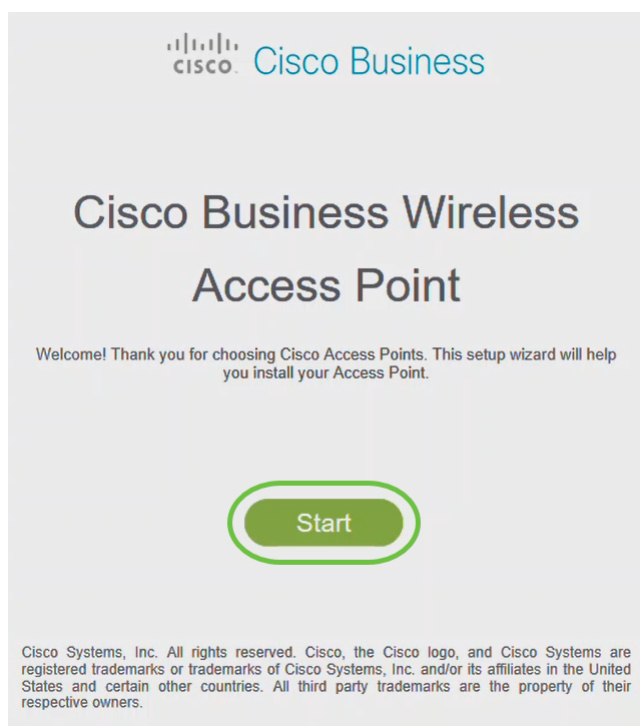 CISCO. Cisco Business
Cisco Business Wireless
Access Point
Welcome! Thank you for choosing Cisco Access Points. This setup wizard will help
you install your Access Point.
Start
Cisco Systems, Inc. All rights reserved. Cisco, the Cisco logo, and Cisco Systems are
registered trademarks or trademarks of Cisco Systems, Inc. and/or its affiliates in the United
States and certain other countries. All third party trademarks are the property of their
respective owners.